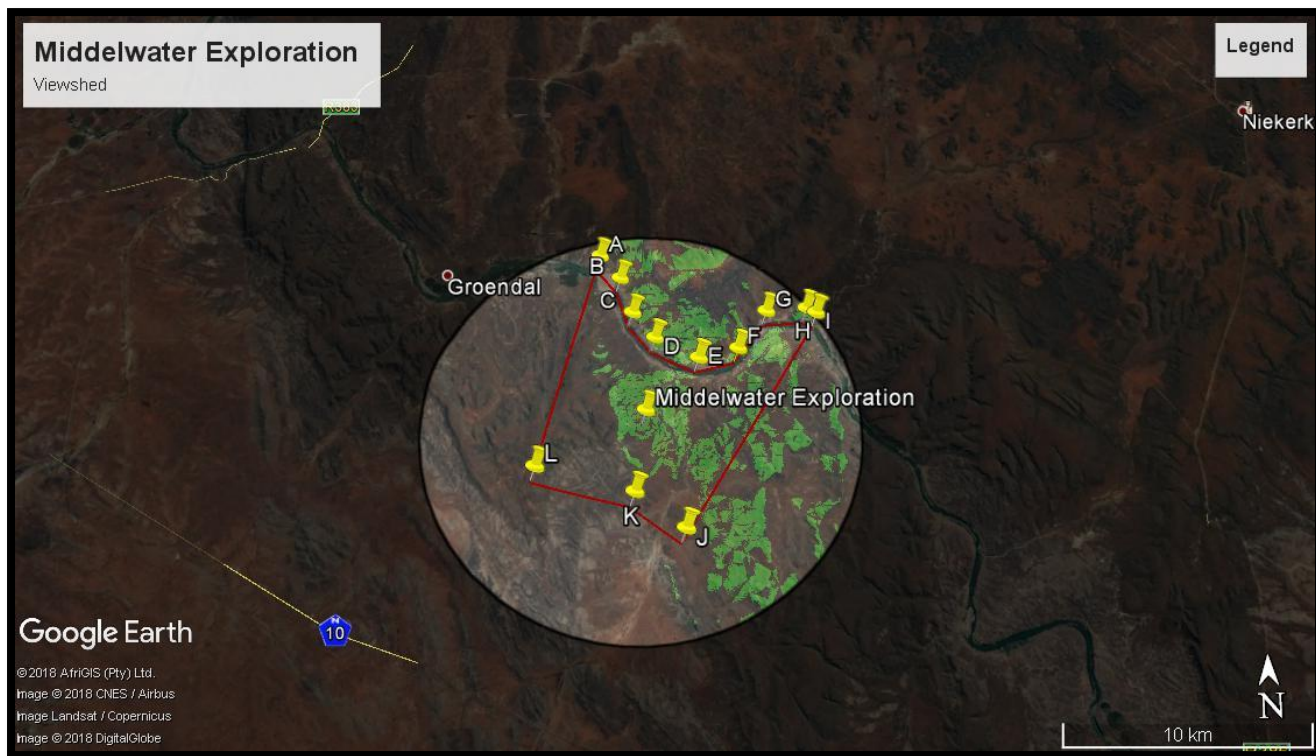 Middelwater Exploration
Viewshed
Legend
R383
Niekerk
Groendal
A
B
C
D
E
F
G
H
I
Middelwater Exploration
L
K
J
N
10
Google Earth
©2018 AfriGIS (Pty) Ltd.
Image © 2018 CNES / Airbus
Image Landsat / Copernicus
Image © 2018 DigitalGlobe
N
10 km